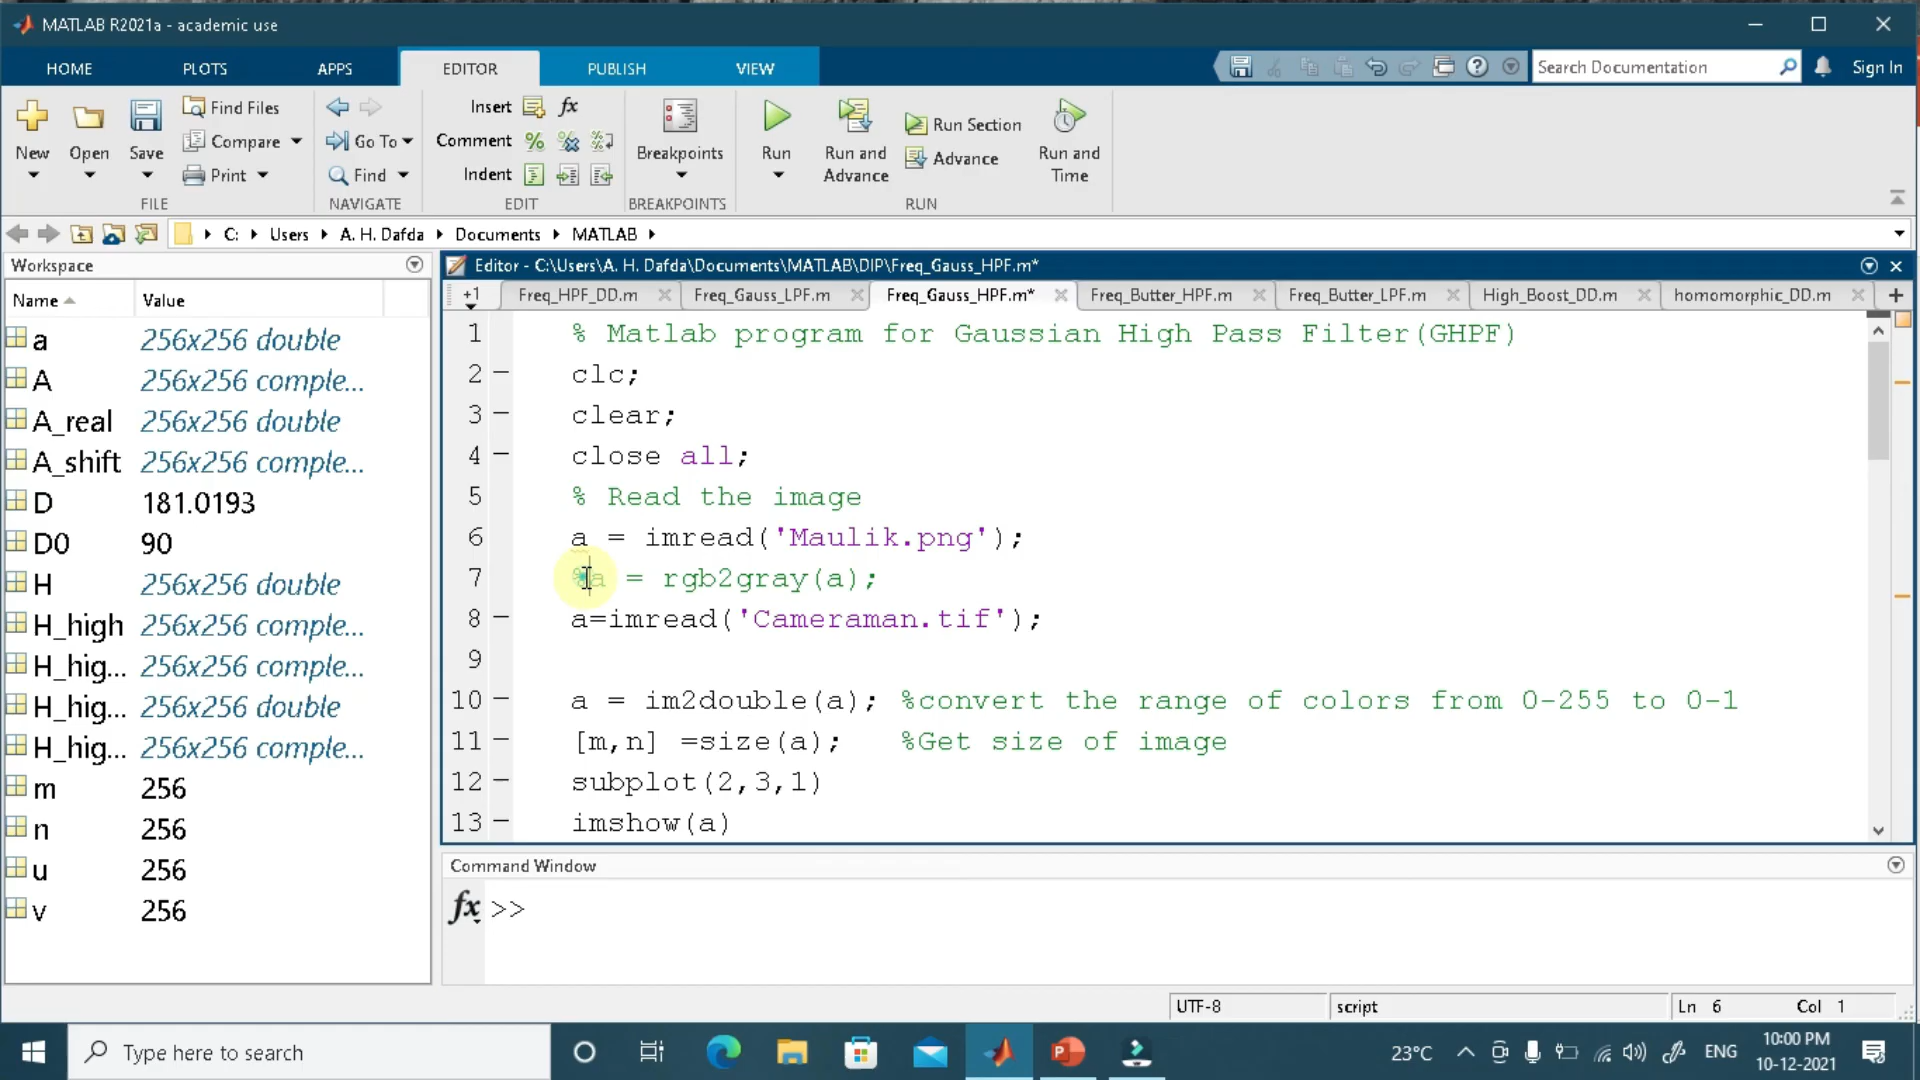 MATLAB R2021a - academic use
HOME PLOTS APPS EDITOR PUBLISH VIEW
Search Documentation
Sign In
New
Open
Save
Find Files
Compare
Print
FILE
Go To
Find
NAVIGATE
Insert
Comment
Indent
EDIT
Breakpoints
BREAKPOINTS
Run
Run and Advance
Run Section
Advance
Run and Time
RUN
C: Users A. H. Dafda Documents MATLAB
Workspace
Name Value
a 256x256 double
A 256x256 comple...
A_real 256x256 double
A_shift 256x256 comple...
D 181.0193
D0 90
H 256x256 double
H_high 256x256 comple...
H_hig... 256x256 comple...
H_hig... 256x256 double
H_hig... 256x256 comple...
m 256
n 256
u 256
v 256
Editor - C:\Users\A. H. Dafda\Documents\MATLAB\DIP\Freq_Gauss_HPF.m*
+1 Freq_HPF_DD.m Freq_Gauss_LPF.m Freq_Gauss_HPF.m* Freq_Butter_HPF.m Freq_Butter_LPF.m High_Boost_DD.m homomorphic_DD.m
1 % Matlab program for Gaussian High Pass Filter(GHPF)
2 clc;
3 clear;
4 close all;
5 % Read the image
6 a = imread('Maulik.png');
7 %a = rgb2gray(a);
8 a=imread('Cameraman.tif');
9
10 a = im2double(a); %convert the range of colors from 0-255 to 0-1
11 [m,n] =size(a); %Get size of image
12 subplot(2,3,1)
13 imshow(a)
Command Window
fx >>
UTF-8 script Ln 6 Col 1
Type here to search
23°C
ENG
10:00 PM
10-12-2021